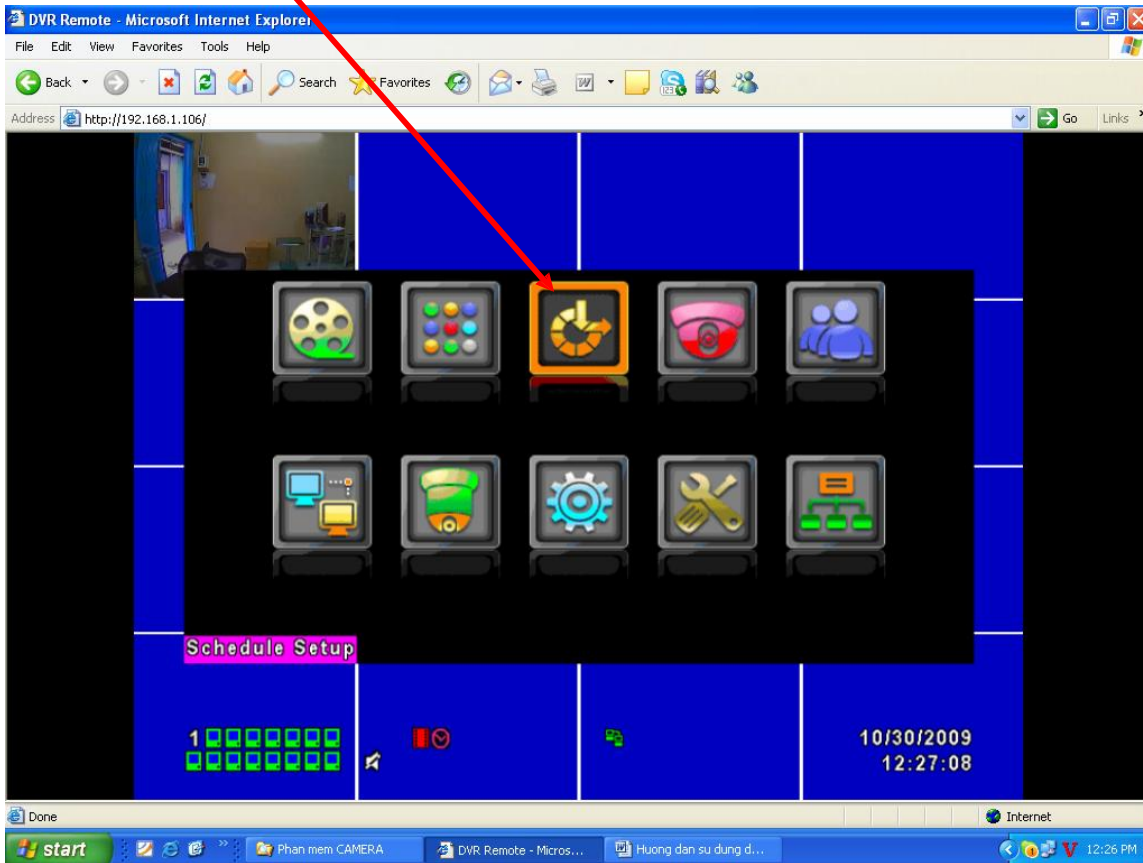 DVR Remote - Microsoft Internet Explorer
File Edit View Favorites Tools Help
Back Search Favorites
Address http://192.168.1.106/ Go Links
Schedule Setup
1
10/30/2009
12:27:08
Done Internet
start Phan mem CAMERA DVR Remote - Micros... Huong dan su dung d... V 12:26 PM